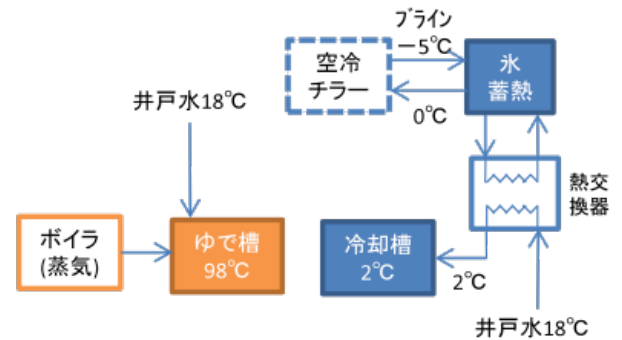 ブライン
－5℃
空冷
チラー
氷
蓄熱
0℃
井戸水18℃
熱交
換器
ボイラ
(蒸気)
ゆで槽
98℃
冷却槽
2℃
2℃
井戸水18℃